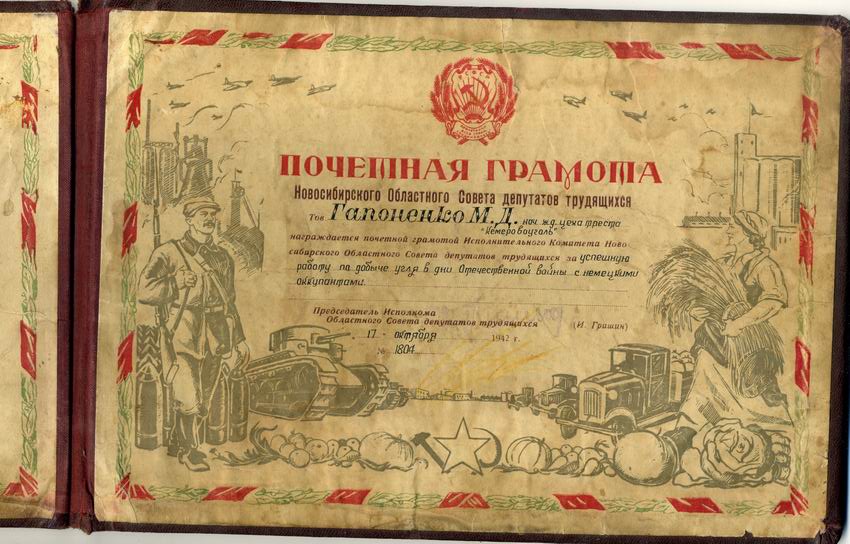 ПОЧЕТНАЯ ГРАМОТА
Новосибирского Областного Совета депутатов трудящихся
Тов Гапоненко М.Д. нач. жд. цеха треста
"Кемеровоуголь"
награждается почетной грамотой Исполнительного Комитета Ново-
сибирского Областного Совета депутатов трудящихся за успешную
работу по добыче угля в дни Отечественной войны с немецкими
оккупантами.
Председатель Исполкома
Областного Совета депутатов трудящихся (И. Гришин)
17 - октября 1942 г.
№ 1804